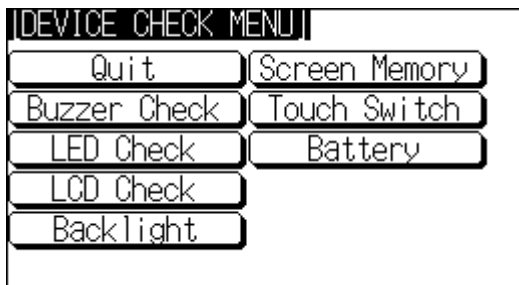 [DEVICE CHECK MENU]
Quit
Screen Memory
Buzzer Check
Touch Switch
LED Check
Battery
LCD Check
Backlight